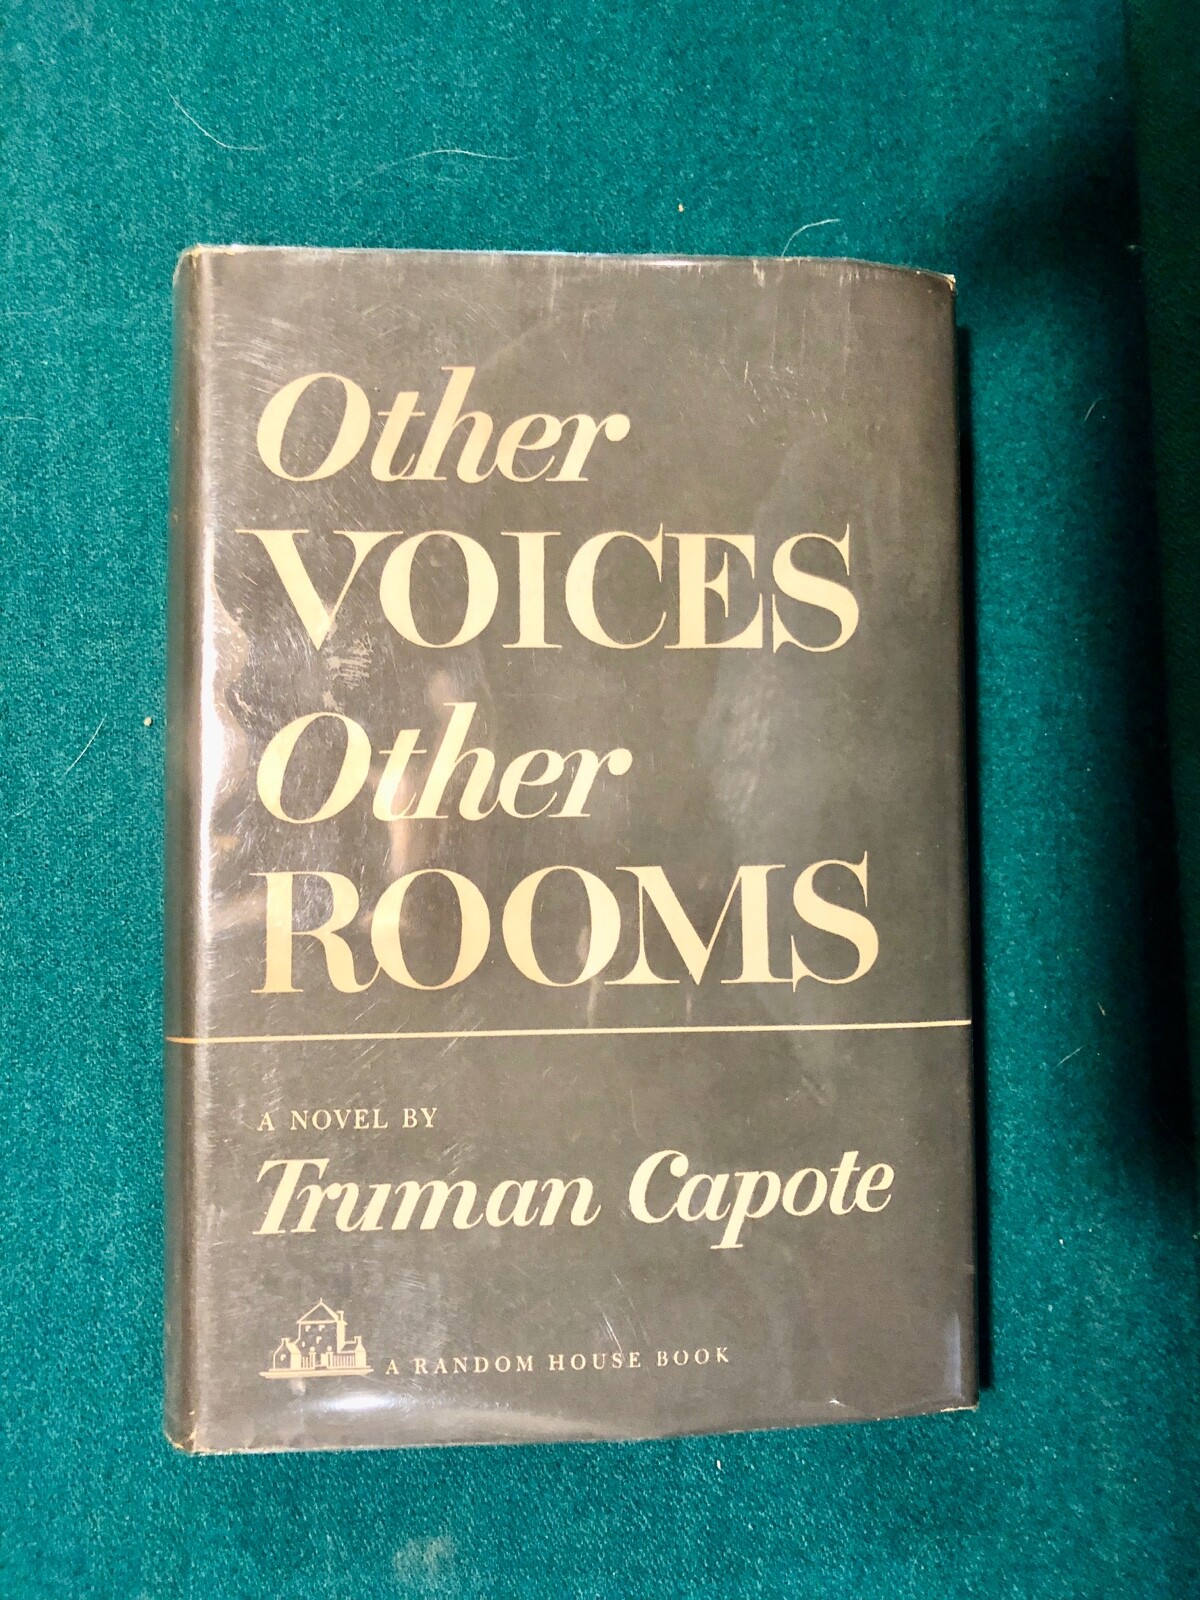 Other
VOICES
Other
ROOMS
A NOVEL BY
Truman Capote
A RANDOM HOUSE BOOK